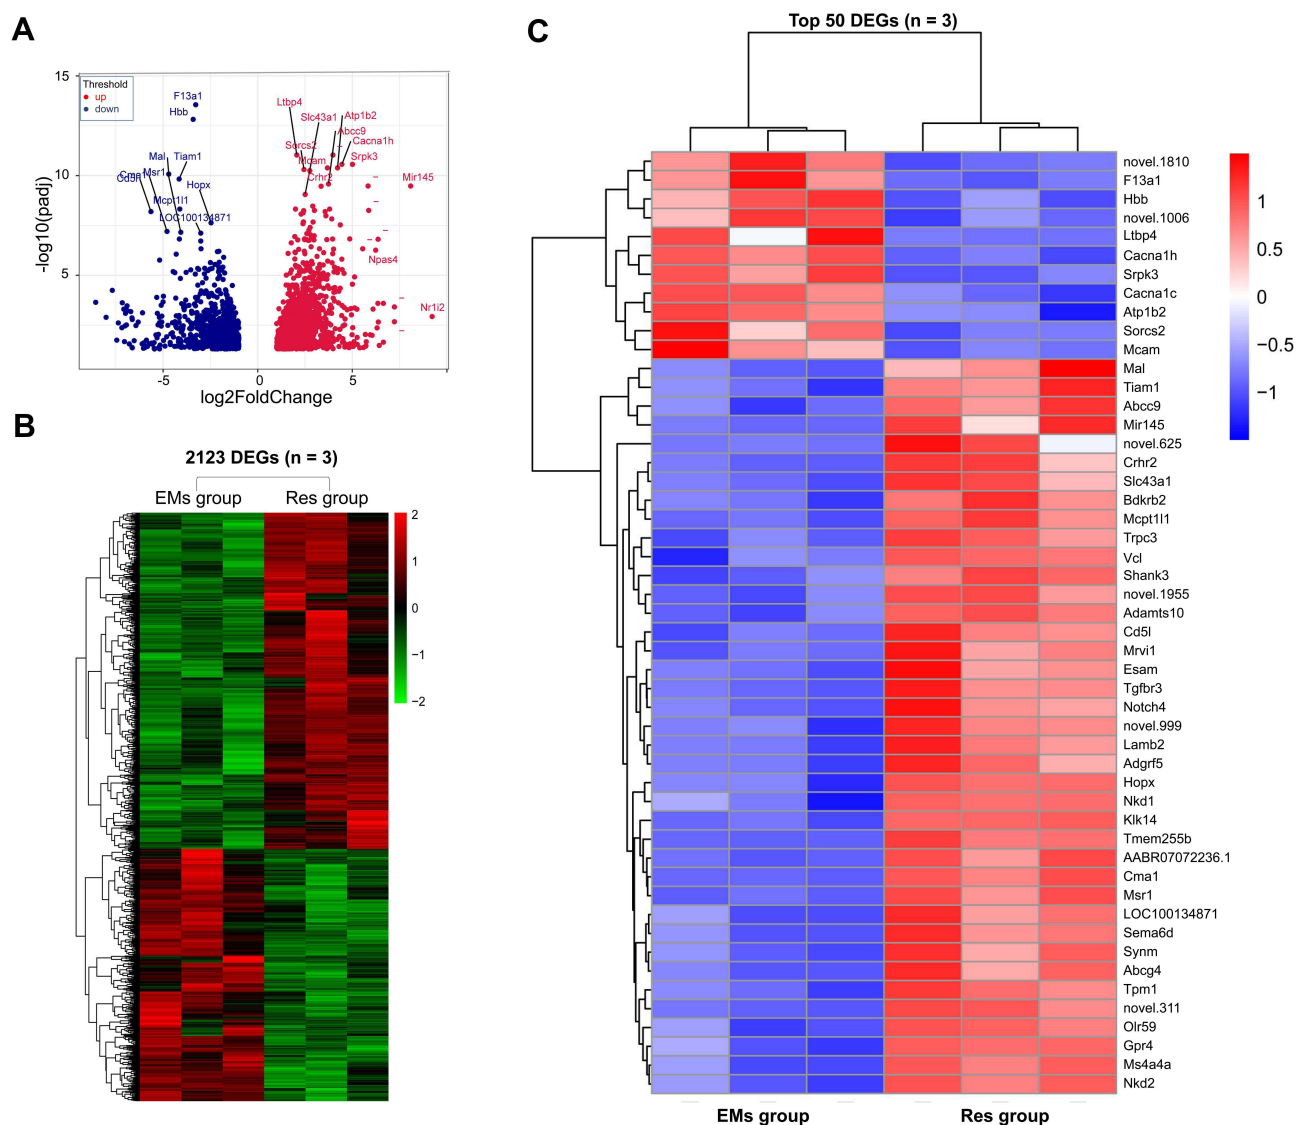 A
Threshold
up
down
15
10
5
-log10(padj)
F13a1
Hbb
Mal
Tiam1
Msr1
Hopx
Mcpt1l1
LOC100134871
Ltbp4
Slc43a1
Atp1b2
Abcc9
Cacna1h
Sorcs2
Mcam
Srpk3
Crhr2
Mir145
Npas4
Nr1i2
-5
0
5
log2FoldChange
B
2123 DEGs (n = 3)
EMs group
Res group
2
1
0
−1
−2
C
Top 50 DEGs (n = 3)
novel.1810
F13a1
Hbb
novel.1006
Ltbp4
Cacna1h
Srpk3
Cacna1c
Atp1b2
Sorcs2
Mcam
Mal
Tiam1
Abcc9
Mir145
novel.625
Crhr2
Slc43a1
Bdkrb2
Mcpt1l1
Trpc3
Vcl
Shank3
novel.1955
Adamts10
Cd5l
Mrvi1
Esam
Tgfbr3
Notch4
novel.999
Lamb2
Adgrf5
Hopx
Nkd1
Klk14
Tmem255b
AABR07072236.1
Cma1
Msr1
LOC100134871
Sema6d
Synm
Abcg4
Tpm1
novel.311
Olr59
Gpr4
Ms4a4a
Nkd2
1
0.5
0
−0.5
−1
EMs group
Res group